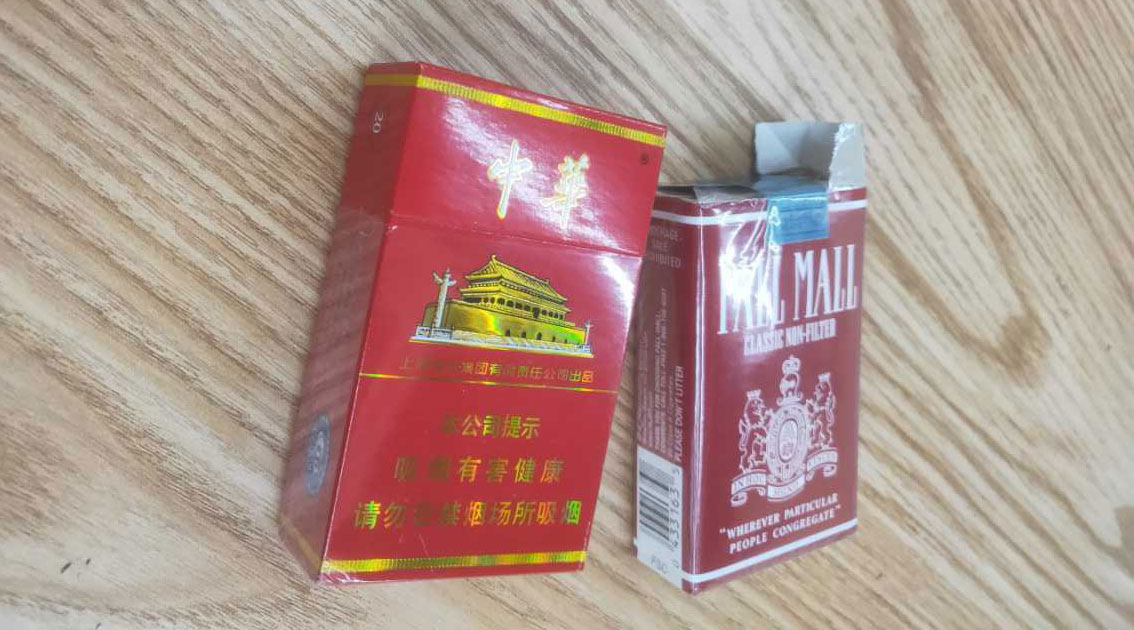 20
中華
®
上海烟草集团有限责任公司出品
本公司提示
吸烟有害健康
请勿在禁烟场所吸烟
PALL MALL
CLASSIC NON-FILTER
"WHEREVER PARTICULAR
PEOPLE CONGREGATE"
PLEASE DON'T LITTER